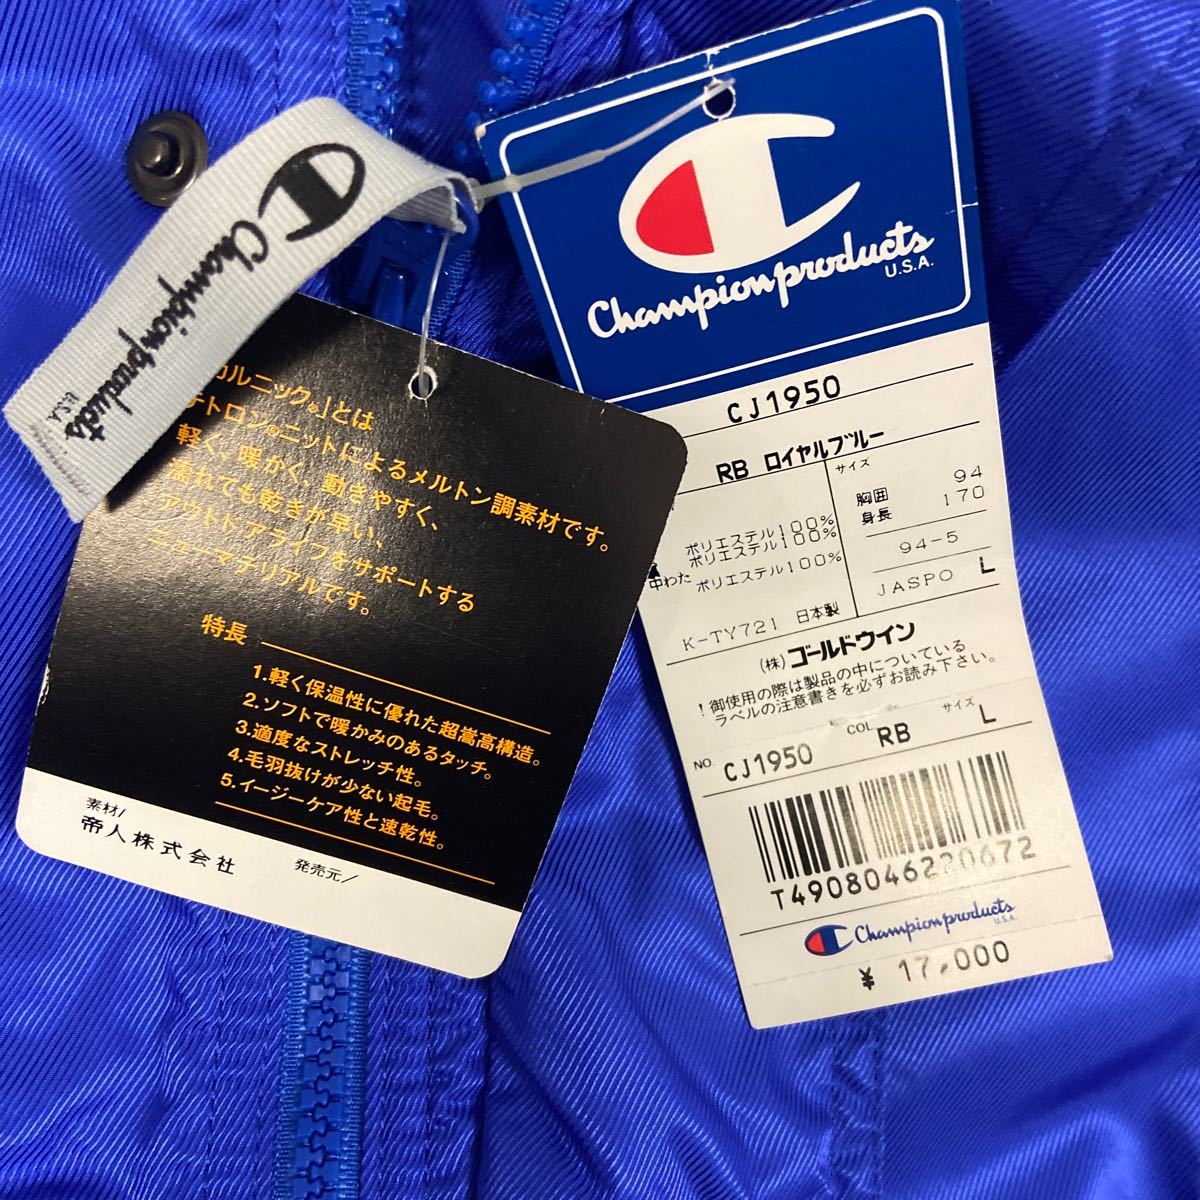 Champion products
U.S.A.
カルニック®」とは
テトロン®ニットによるメルトン調素材です。
軽く、暖かく、動きやすく、
濡れても乾きが早い、
アウトドアライフをサポートする
ニューマテリアルです。
特長
1.軽く保温性に優れた超嵩高構造。
2.ソフトで暖かみのあるタッチ。
3.適度なストレッチ性。
4.毛羽抜けが少ない起毛。
5.イージーケア性と速乾性。
素材/
帝人株式会社
発売元/
Champion products
U.S.A.
CJ1950
RB ロイヤルブルー
サイズ
胸囲 94
身長 170
94-5
JASPO L
ポリエステル100%
ポリエステル100%
中わた ポリエステル100%
K-TY721 日本製
(株)ゴールドウイン
!御使用の際は製品の中についている
ラベルの注意書きを必ずお読み下さい。
NO. CJ1950 COL RB サイズ L
T4908046220672
Champion products
U.S.A.
¥ 17,000